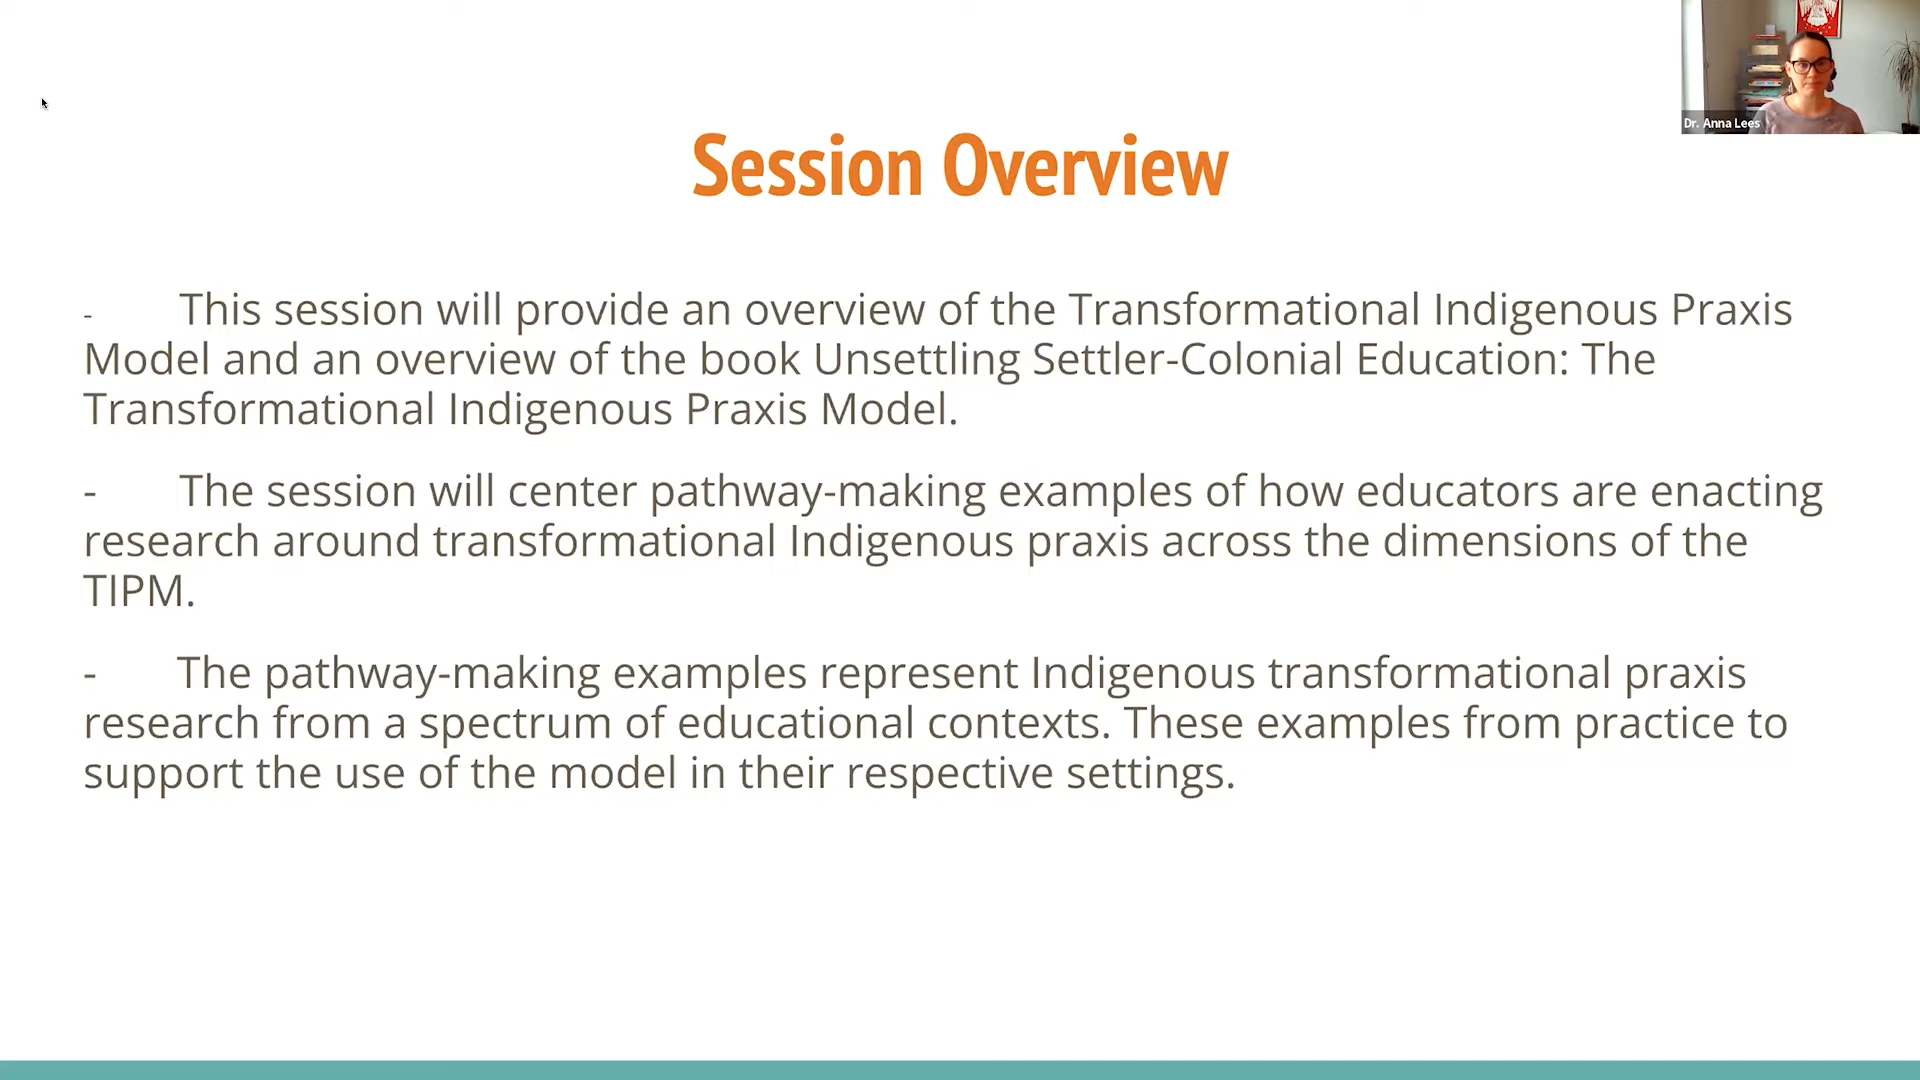 Dr. Anna Lees
Session Overview
- This session will provide an overview of the Transformational Indigenous Praxis
Model and an overview of the book Unsettling Settler-Colonial Education: The
Transformational Indigenous Praxis Model.
- The session will center pathway-making examples of how educators are enacting
research around transformational Indigenous praxis across the dimensions of the
TIPM.
- The pathway-making examples represent Indigenous transformational praxis
research from a spectrum of educational contexts. These examples from practice to
support the use of the model in their respective settings.